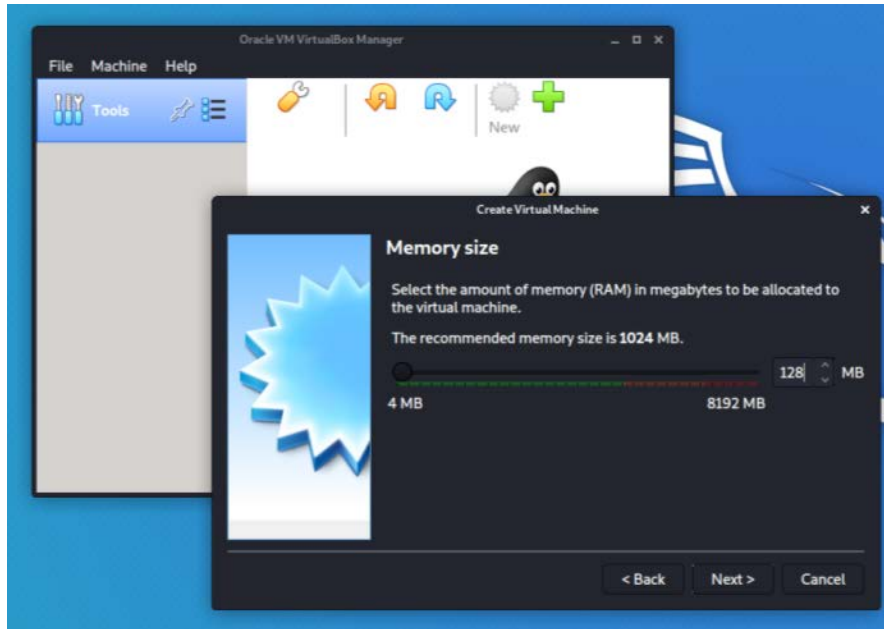 Oracle VM VirtualBox Manager
File Machine Help
Tools
New
Create Virtual Machine
Memory size
Select the amount of memory (RAM) in megabytes to be allocated to
the virtual machine.
The recommended memory size is 1024 MB.
128 MB
4 MB 8192 MB
< Back Next > Cancel